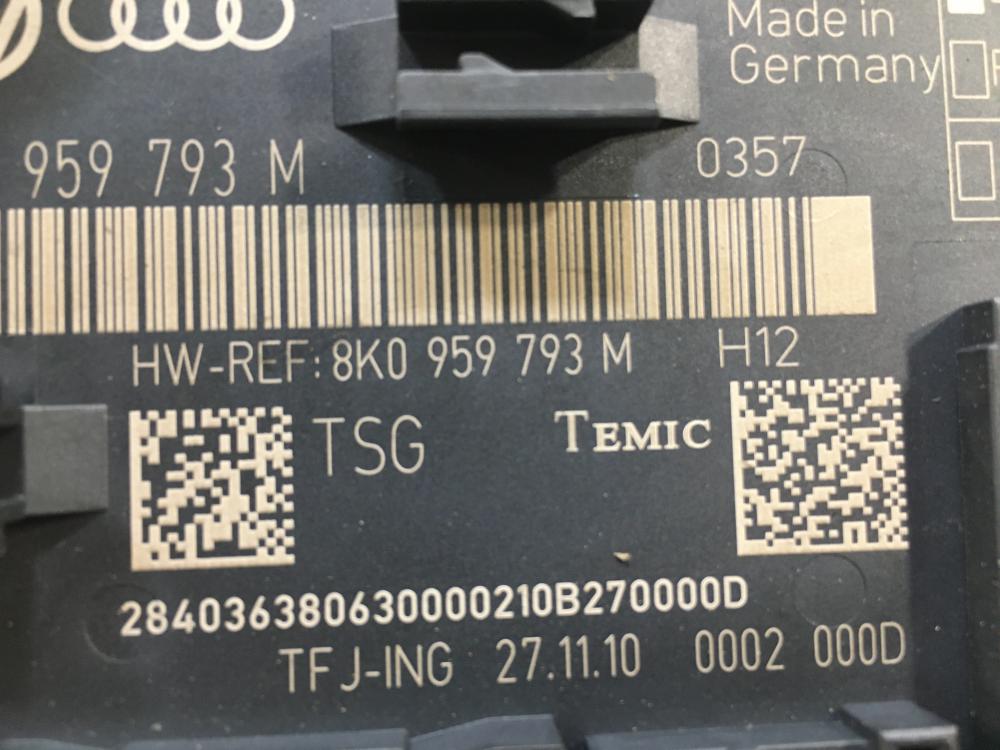 Made in
Germany
959 793 M 0357
HW-REF: 8K0 959 793 M H12
TSG TEMIC
284036380630000210B270000D
TFJ-ING 27.11.10 0002 000D